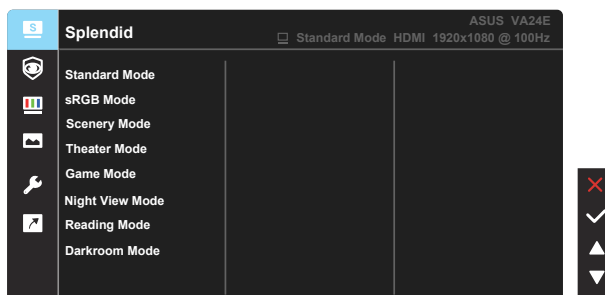 S
Splendid
ASUS VA24E
Standard Mode HDMI 1920x1080 @ 100Hz
Standard Mode
sRGB Mode
Scenery Mode
Theater Mode
Game Mode
Night View Mode
Reading Mode
Darkroom Mode